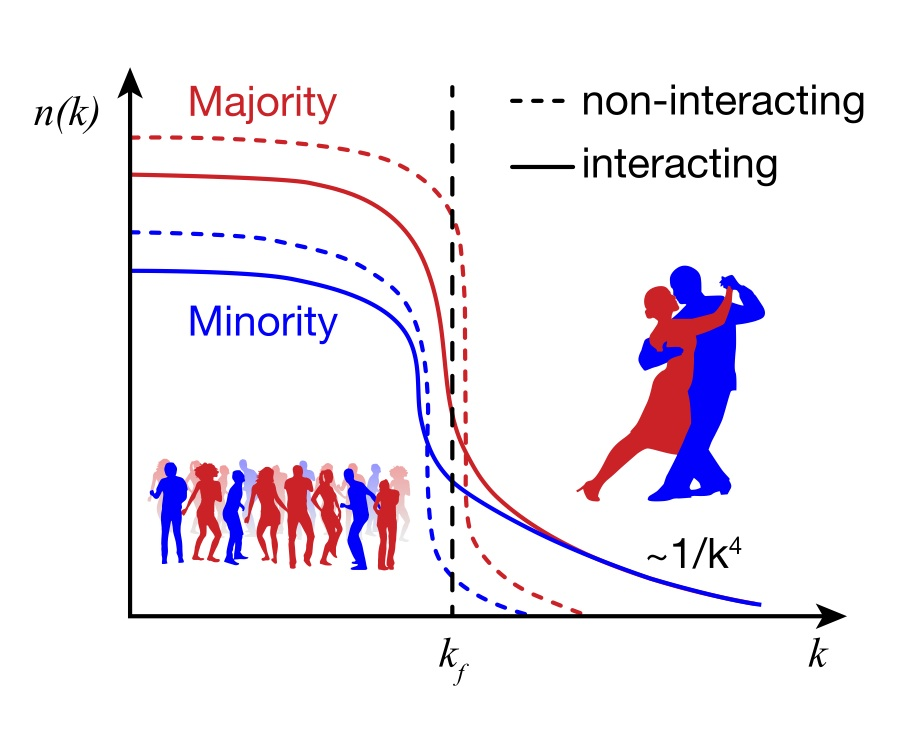 n(k)
Majority
non-interacting
interacting
Minority
~1/k⁴
k_f
k